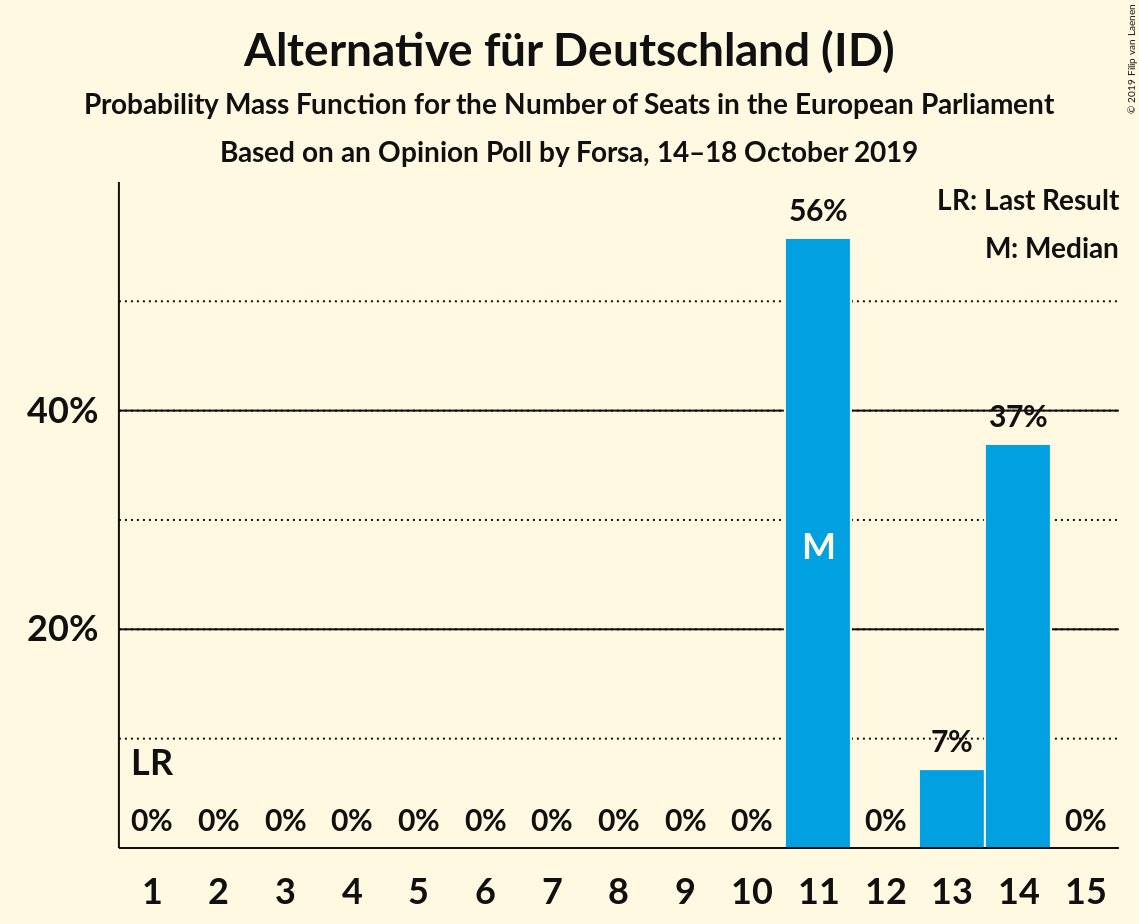 Alternative für Deutschland (ID)
Probability Mass Function for the Number of Seats in the European Parliament
Based on an Opinion Poll by Forsa, 14–18 October 2019
© 2019 Filip van Laenen
LR: Last Result
M: Median
56%
40%
37%
M
20%
7%
LR
0% 0% 0% 0% 0% 0% 0% 0% 0% 0% 0% 0%
1 2 3 4 5 6 7 8 9 10 11 12 13 14 15